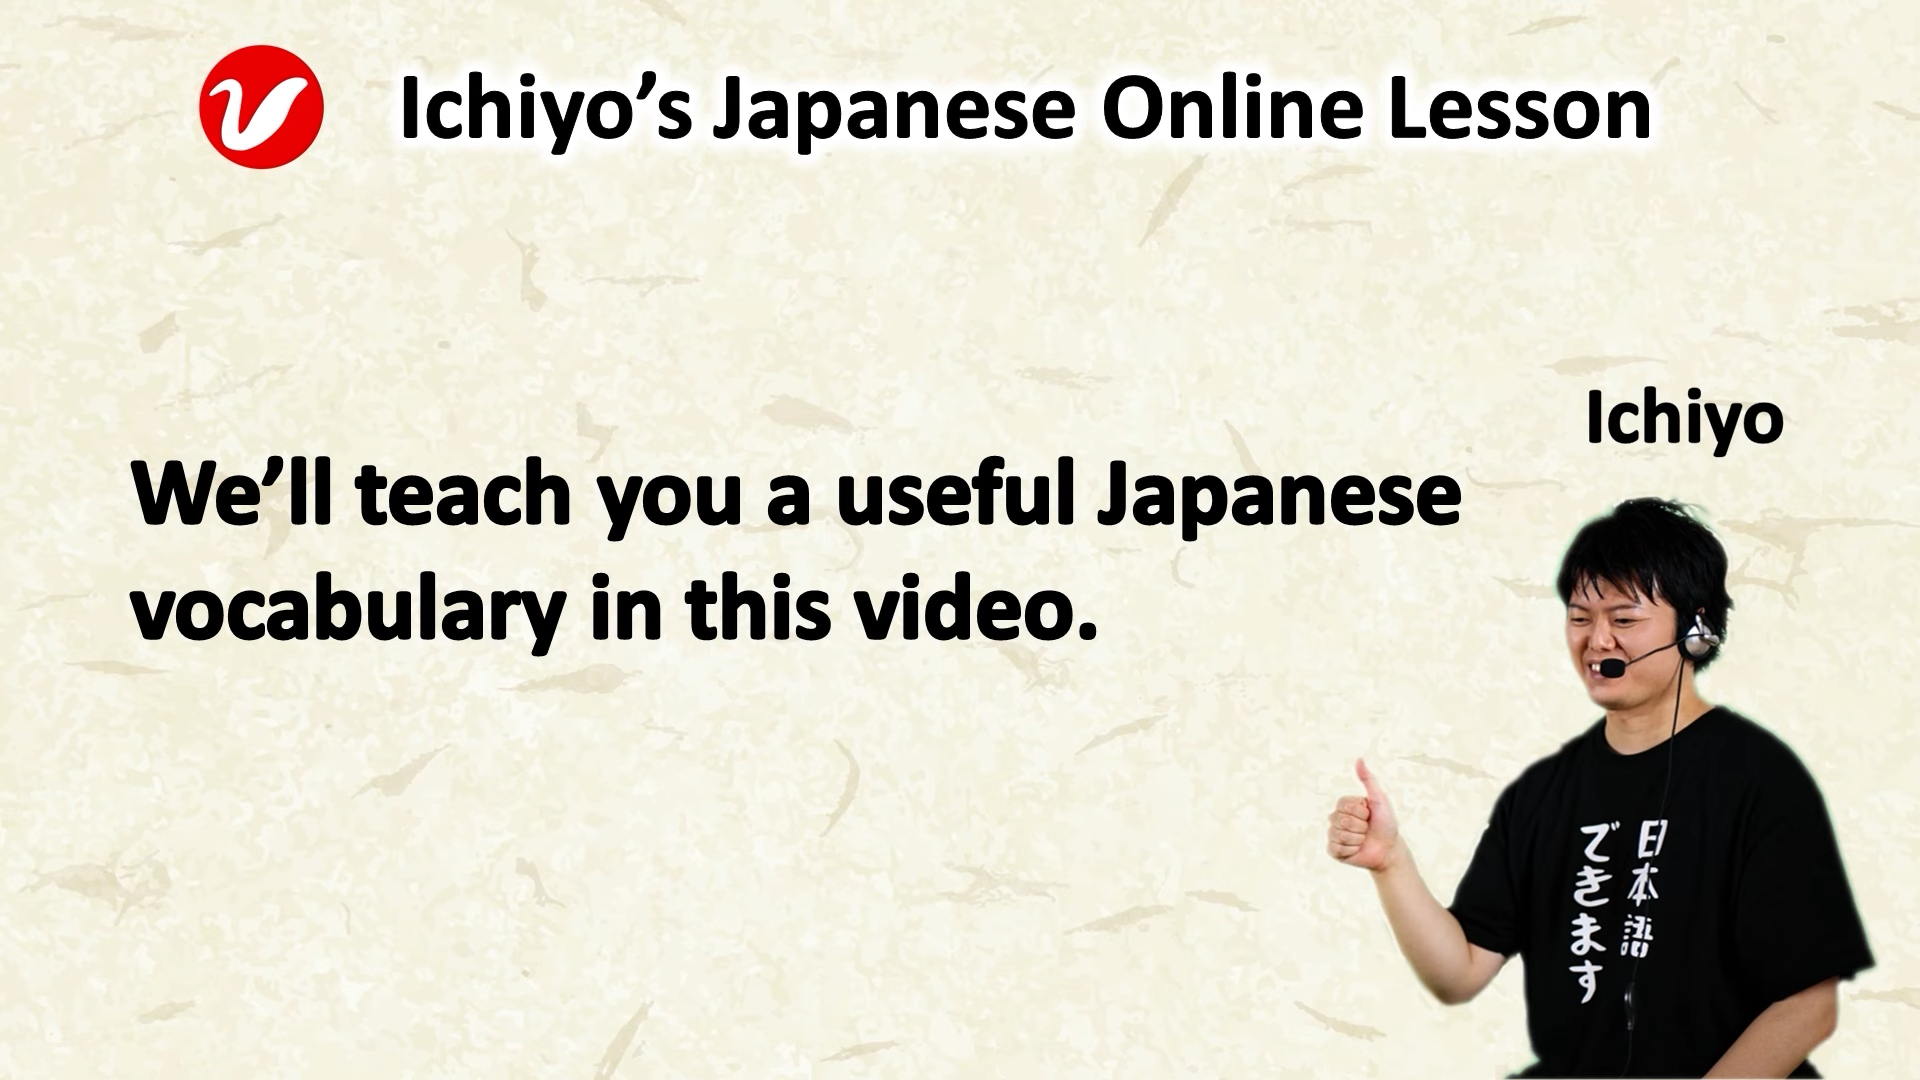 Ichiyo’s Japanese Online Lesson
Ichiyo
We’ll teach you a useful Japanese
vocabulary in this video.
日本語
できます